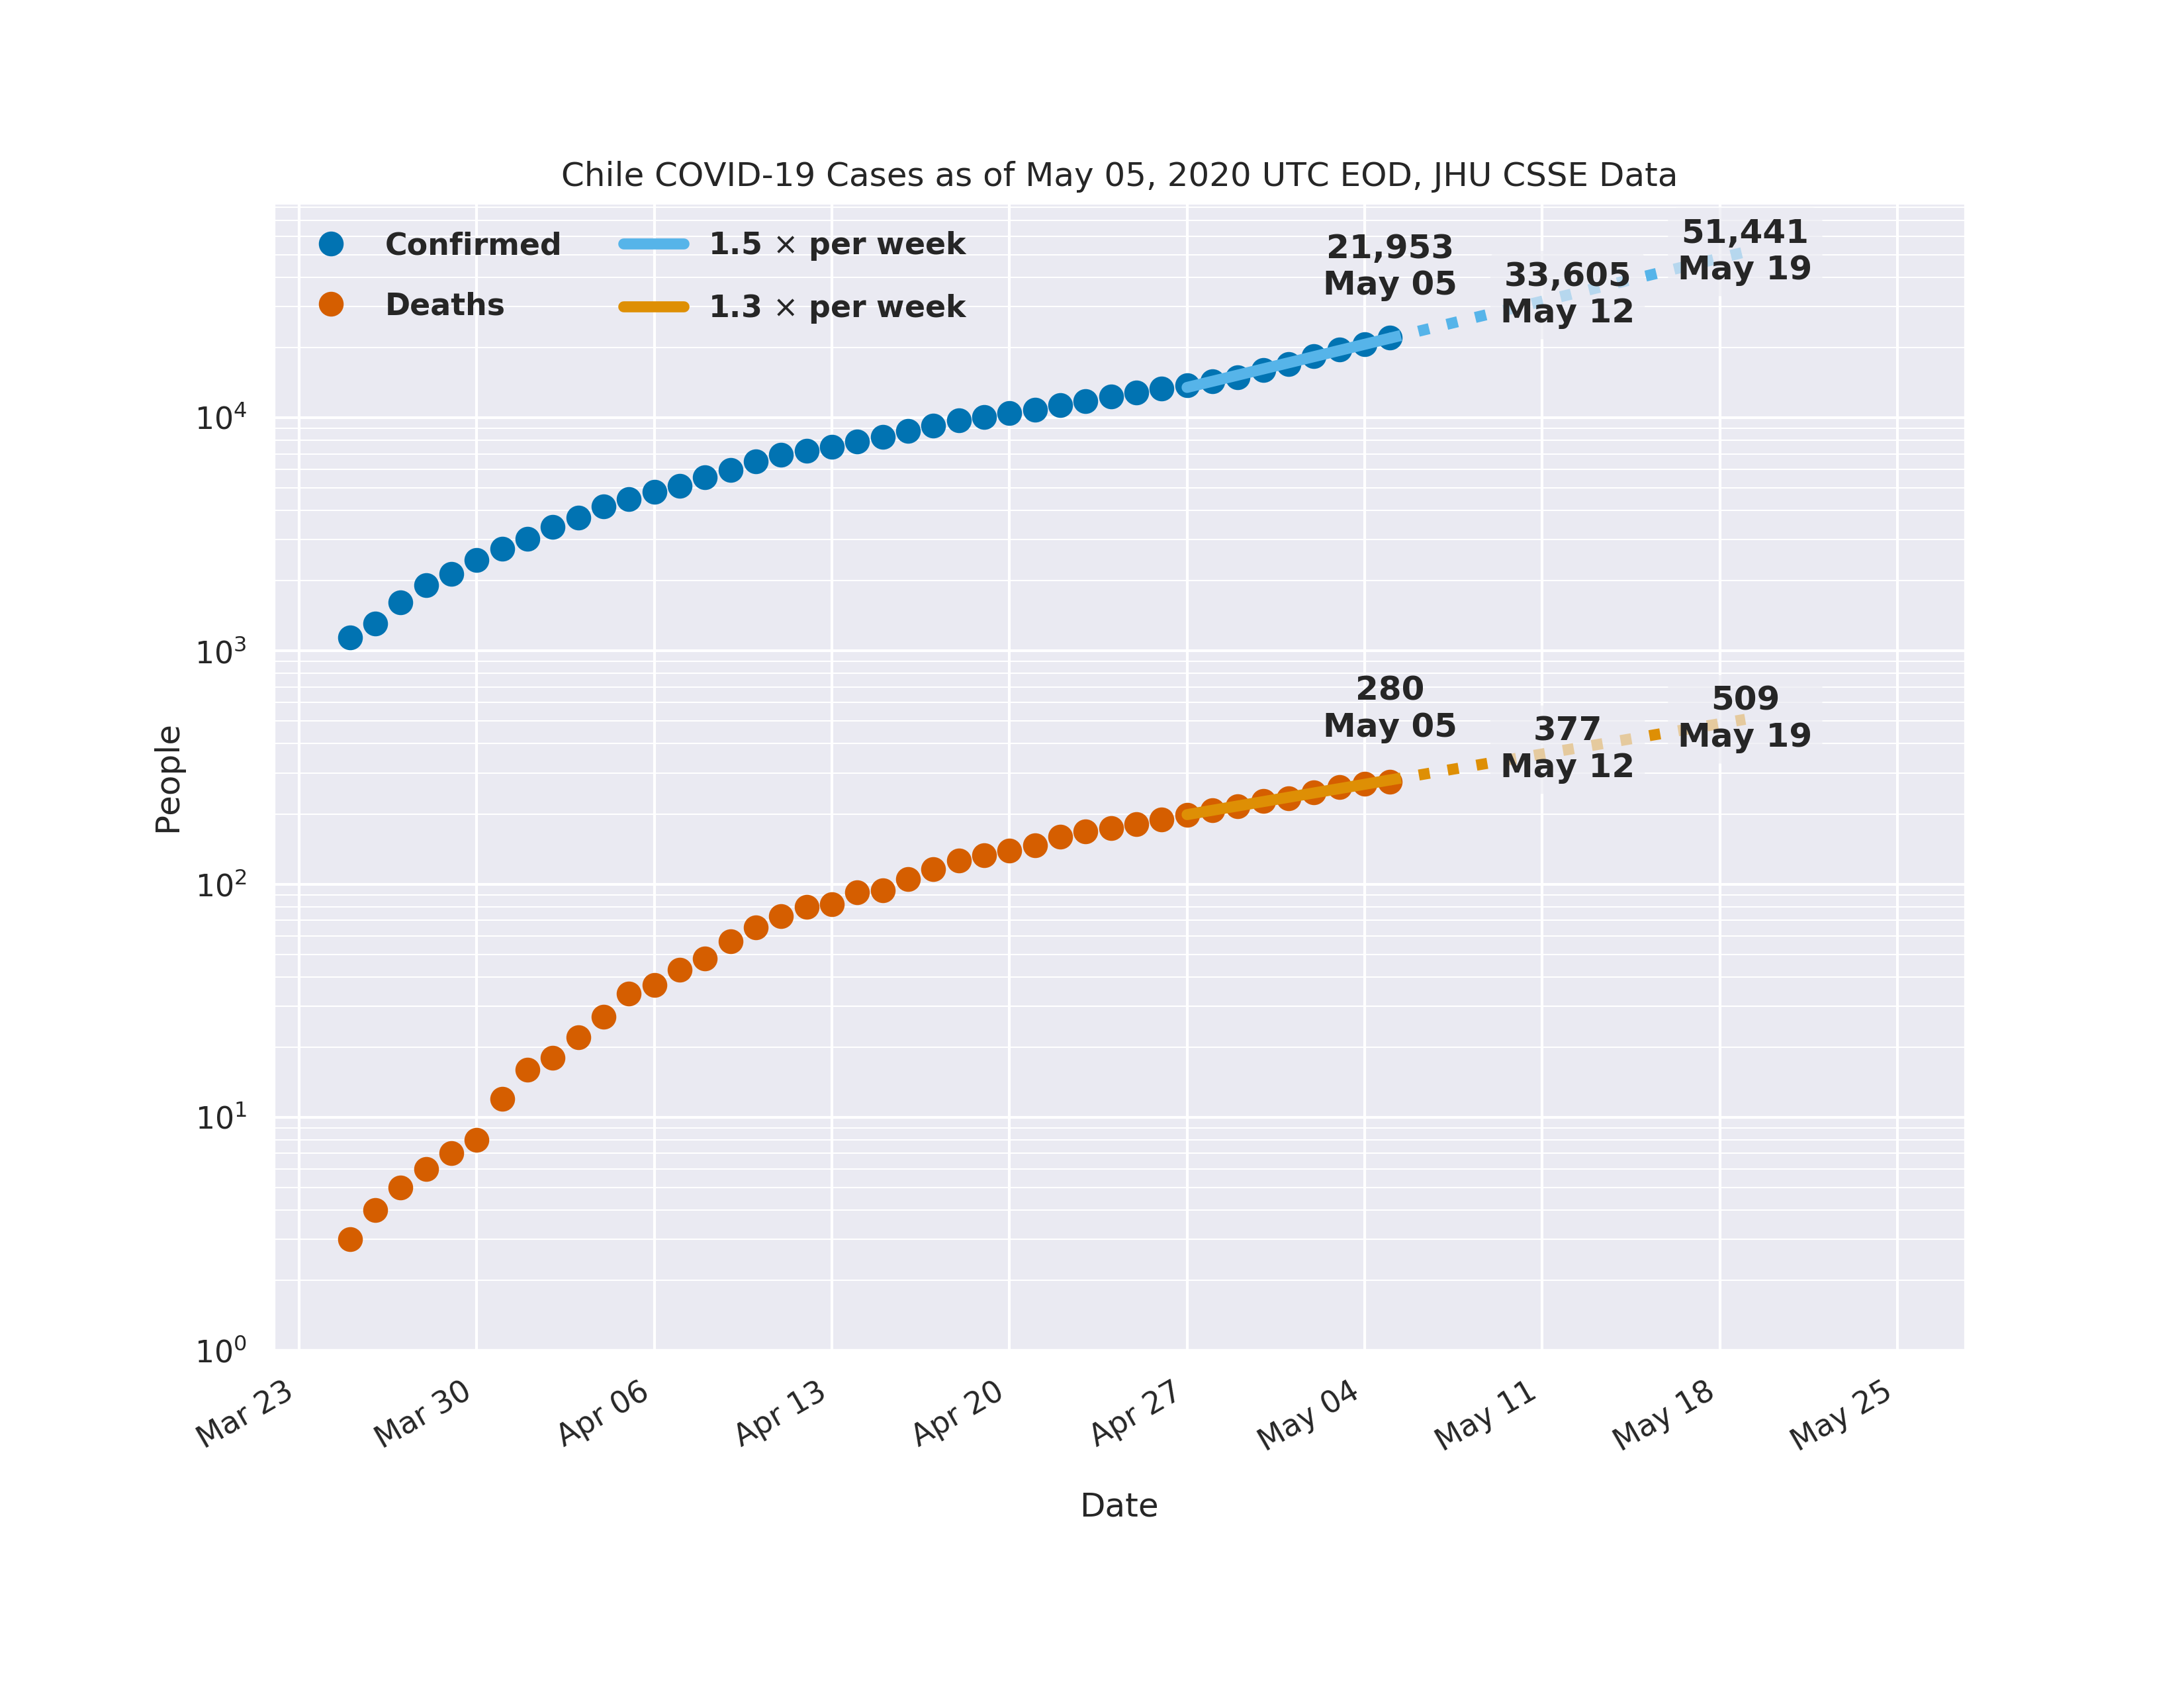 Chile COVID-19 Cases as of May 05, 2020 UTC EOD, JHU CSSE Data
Confirmed
Deaths
1.5 × per week
1.3 × per week
21,953
May 05
33,605
May 12
51,441
May 19
280
May 05
377
May 12
509
May 19
People
10⁴
10³
10²
10¹
10⁰
Mar 23
Mar 30
Apr 06
Apr 13
Apr 20
Apr 27
May 04
May 11
May 18
May 25
Date